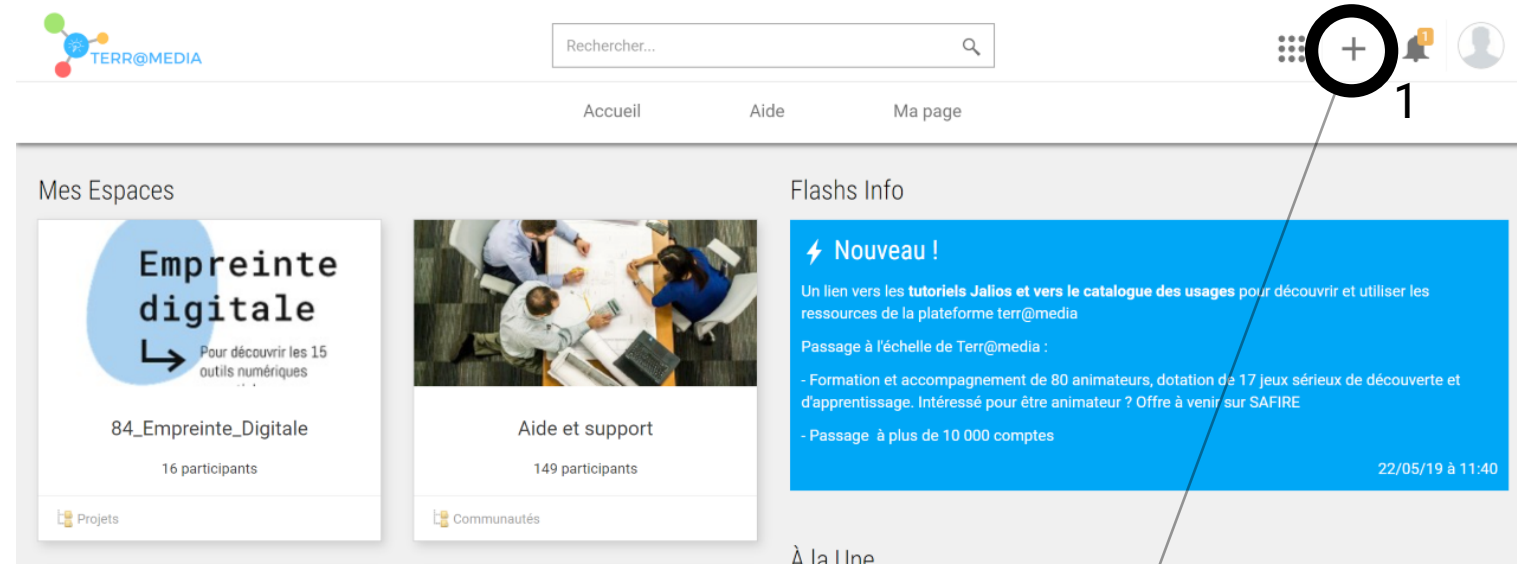 TERR@MEDIA
Rechercher...
1
1
Accueil
Aide
Ma page
Mes Espaces
Empreinte
digitale
Pour découvrir les 15
outils numériques
84_Empreinte_Digitale
16 participants
Projets
Aide et support
149 participants
Communautés
Flashs Info
Nouveau !
Un lien vers les tutoriels Jalios et vers le catalogue des usages pour découvrir et utiliser les
ressources de la plateforme terr@media
Passage à l'échelle de Terr@media :
- Formation et accompagnement de 80 animateurs, dotation de 17 jeux sérieux de découverte et
d'apprentissage. Intéressé pour être animateur ? Offre à venir sur SAFIRE
- Passage à plus de 10 000 comptes
22/05/19 à 11:40
À la Une